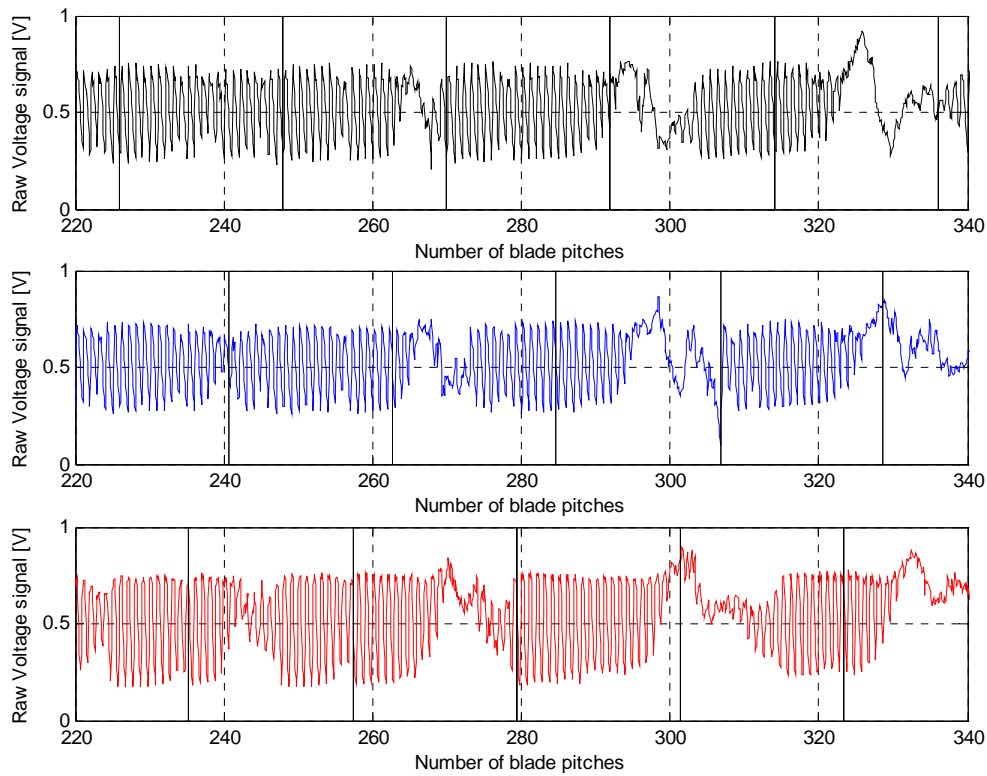 1
0.5
0
Raw Voltage signal [V]
220 240 260 280 300 320 340
Number of blade pitches
1
0.5
0
Raw Voltage signal [V]
220 240 260 280 300 320 340
Number of blade pitches
1
0.5
0
Raw Voltage signal [V]
220 240 260 280 300 320 340
Number of blade pitches